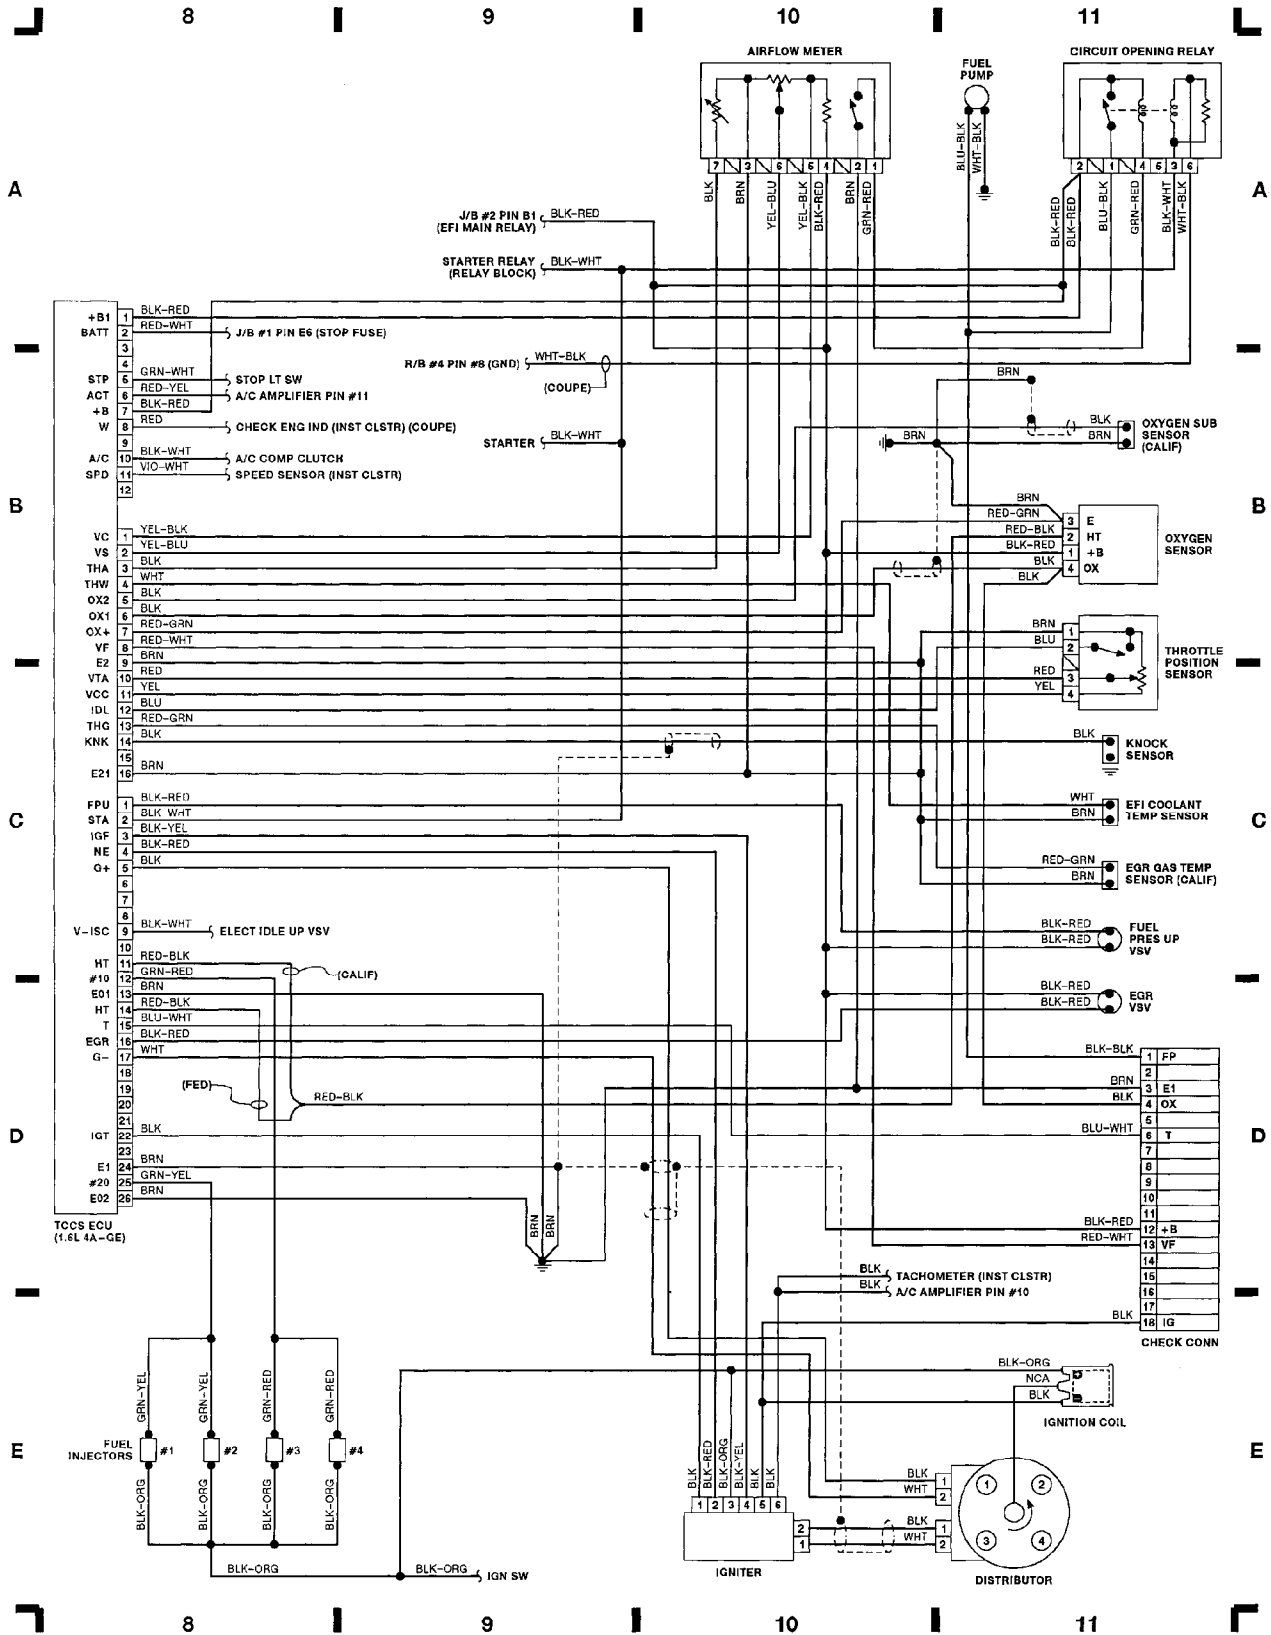 8 9 10 11
AIRFLOW METER
FUEL
PUMP
CIRCUIT OPENING RELAY
7 3 6 5 4 2 1
2 1 4 5 3 6
BLK BRN YEL-BLU YEL-BLK BLK-RED BRN GRN-RED
BLU-BLK WHT-BLK
BLK-RED BLK-RED BLU-BLK GRN-RED BLK-WHT WHT-BLK
A A
J/B #2 PIN B1 BLK-RED
(EFI MAIN RELAY)
STARTER RELAY BLK-WHT
(RELAY BLOCK)
+B1 1 BLK-RED
BATT 2 RED-WHT J/B #1 PIN E6 (STOP FUSE)
3
4
R/B #4 PIN #8 (GND) WHT-BLK
(COUPE)
STP 5 GRN-WHT STOP LT SW
ACT 6 RED-YEL A/C AMPLIFIER PIN #11
+B 7 BLK-RED
W 8 RED CHECK ENG IND (INST CLSTR) (COUPE)
9
A/C 10 BLK-WHT A/C COMP CLUTCH
SPD 11 VIO-WHT SPEED SENSOR (INST CLSTR)
12
STARTER BLK-WHT
BRN
BLK OXYGEN SUB
BRN BRN SENSOR
(CALIF)
B B
BRN
RED-GRN 3 E
RED-BLK 2 HT OXYGEN
BLK-RED 1 +B SENSOR
BLK 4 OX
BLK
VC 1 YEL-BLK
VS 2 YEL-BLU
THA 3 BLK
THW 4 WHT
OX2 5 BLK
OX1 6 BLK
OX+ 7 RED-GRN
VF 8 RED-WHT
E2 9 BRN
VTA 10 RED
VCC 11 YEL
IDL 12 BLU
THG 13 RED-GRN
KNK 14 BLK
15
E21 16 BRN
BRN 1
BLU 2 THROTTLE
POSITION
RED 3 SENSOR
YEL 4
BLK KNOCK
SENSOR
C C
FPU 1 BLK-RED
STA 2 BLK-WHT
IGF 3 BLK-YEL
NE 4 BLK-RED
G+ 5 BLK
6
7
8
V-ISC 9 BLK-WHT ELECT IDLE UP VSV
10
HT 11 RED-BLK
#10 12 GRN-RED (CALIF)
E01 13 BRN
HT 14 RED-BLK
T 15 BLU-WHT
EGR 16 BLK-RED
G- 17 WHT
18
19
20
21
IGT 22 BLK
23
E1 24 BRN
#20 25 GRN-YEL
E02 26 BRN
(FED) RED-BLK
TCCS ECU
(1.6L 4A-GE)
BRN BRN
WHT EFI COOLANT
BRN TEMP SENSOR
RED-GRN EGR GAS TEMP
BRN SENSOR (CALIF)
BLK-RED FUEL
BLK-RED PRES UP
VSV
BLK-RED EGR
BLK-RED VSV
D D
BLK-BLK 1 FP
2
BRN 3 E1
BLK 4 OX
5
BLU-WHT 6 T
7
8
9
10
11
BLK-RED 12 +B
RED-WHT 13 VF
14
15
16
17
BLK 18 IG
CHECK CONN
BLK TACHOMETER (INST CLSTR)
BLK A/C AMPLIFIER PIN #10
BLK-ORG
NCA
BLK
IGNITION COIL
GRN-YEL GRN-YEL GRN-RED GRN-RED
E E
FUEL
INJECTORS #1 #2 #3 #4
BLK-ORG BLK-ORG BLK-ORG BLK-ORG
BLK-ORG BLK-ORG IGN SW
BLK BLK-RED BLK-ORG BLK-YEL BLK BLK
1 2 3 4 5 6
2
1
IGNITER
BLK 1
WHT 2
BLK 1
WHT 2
1 2
3 4
DISTRIBUTOR
8 9 10 11